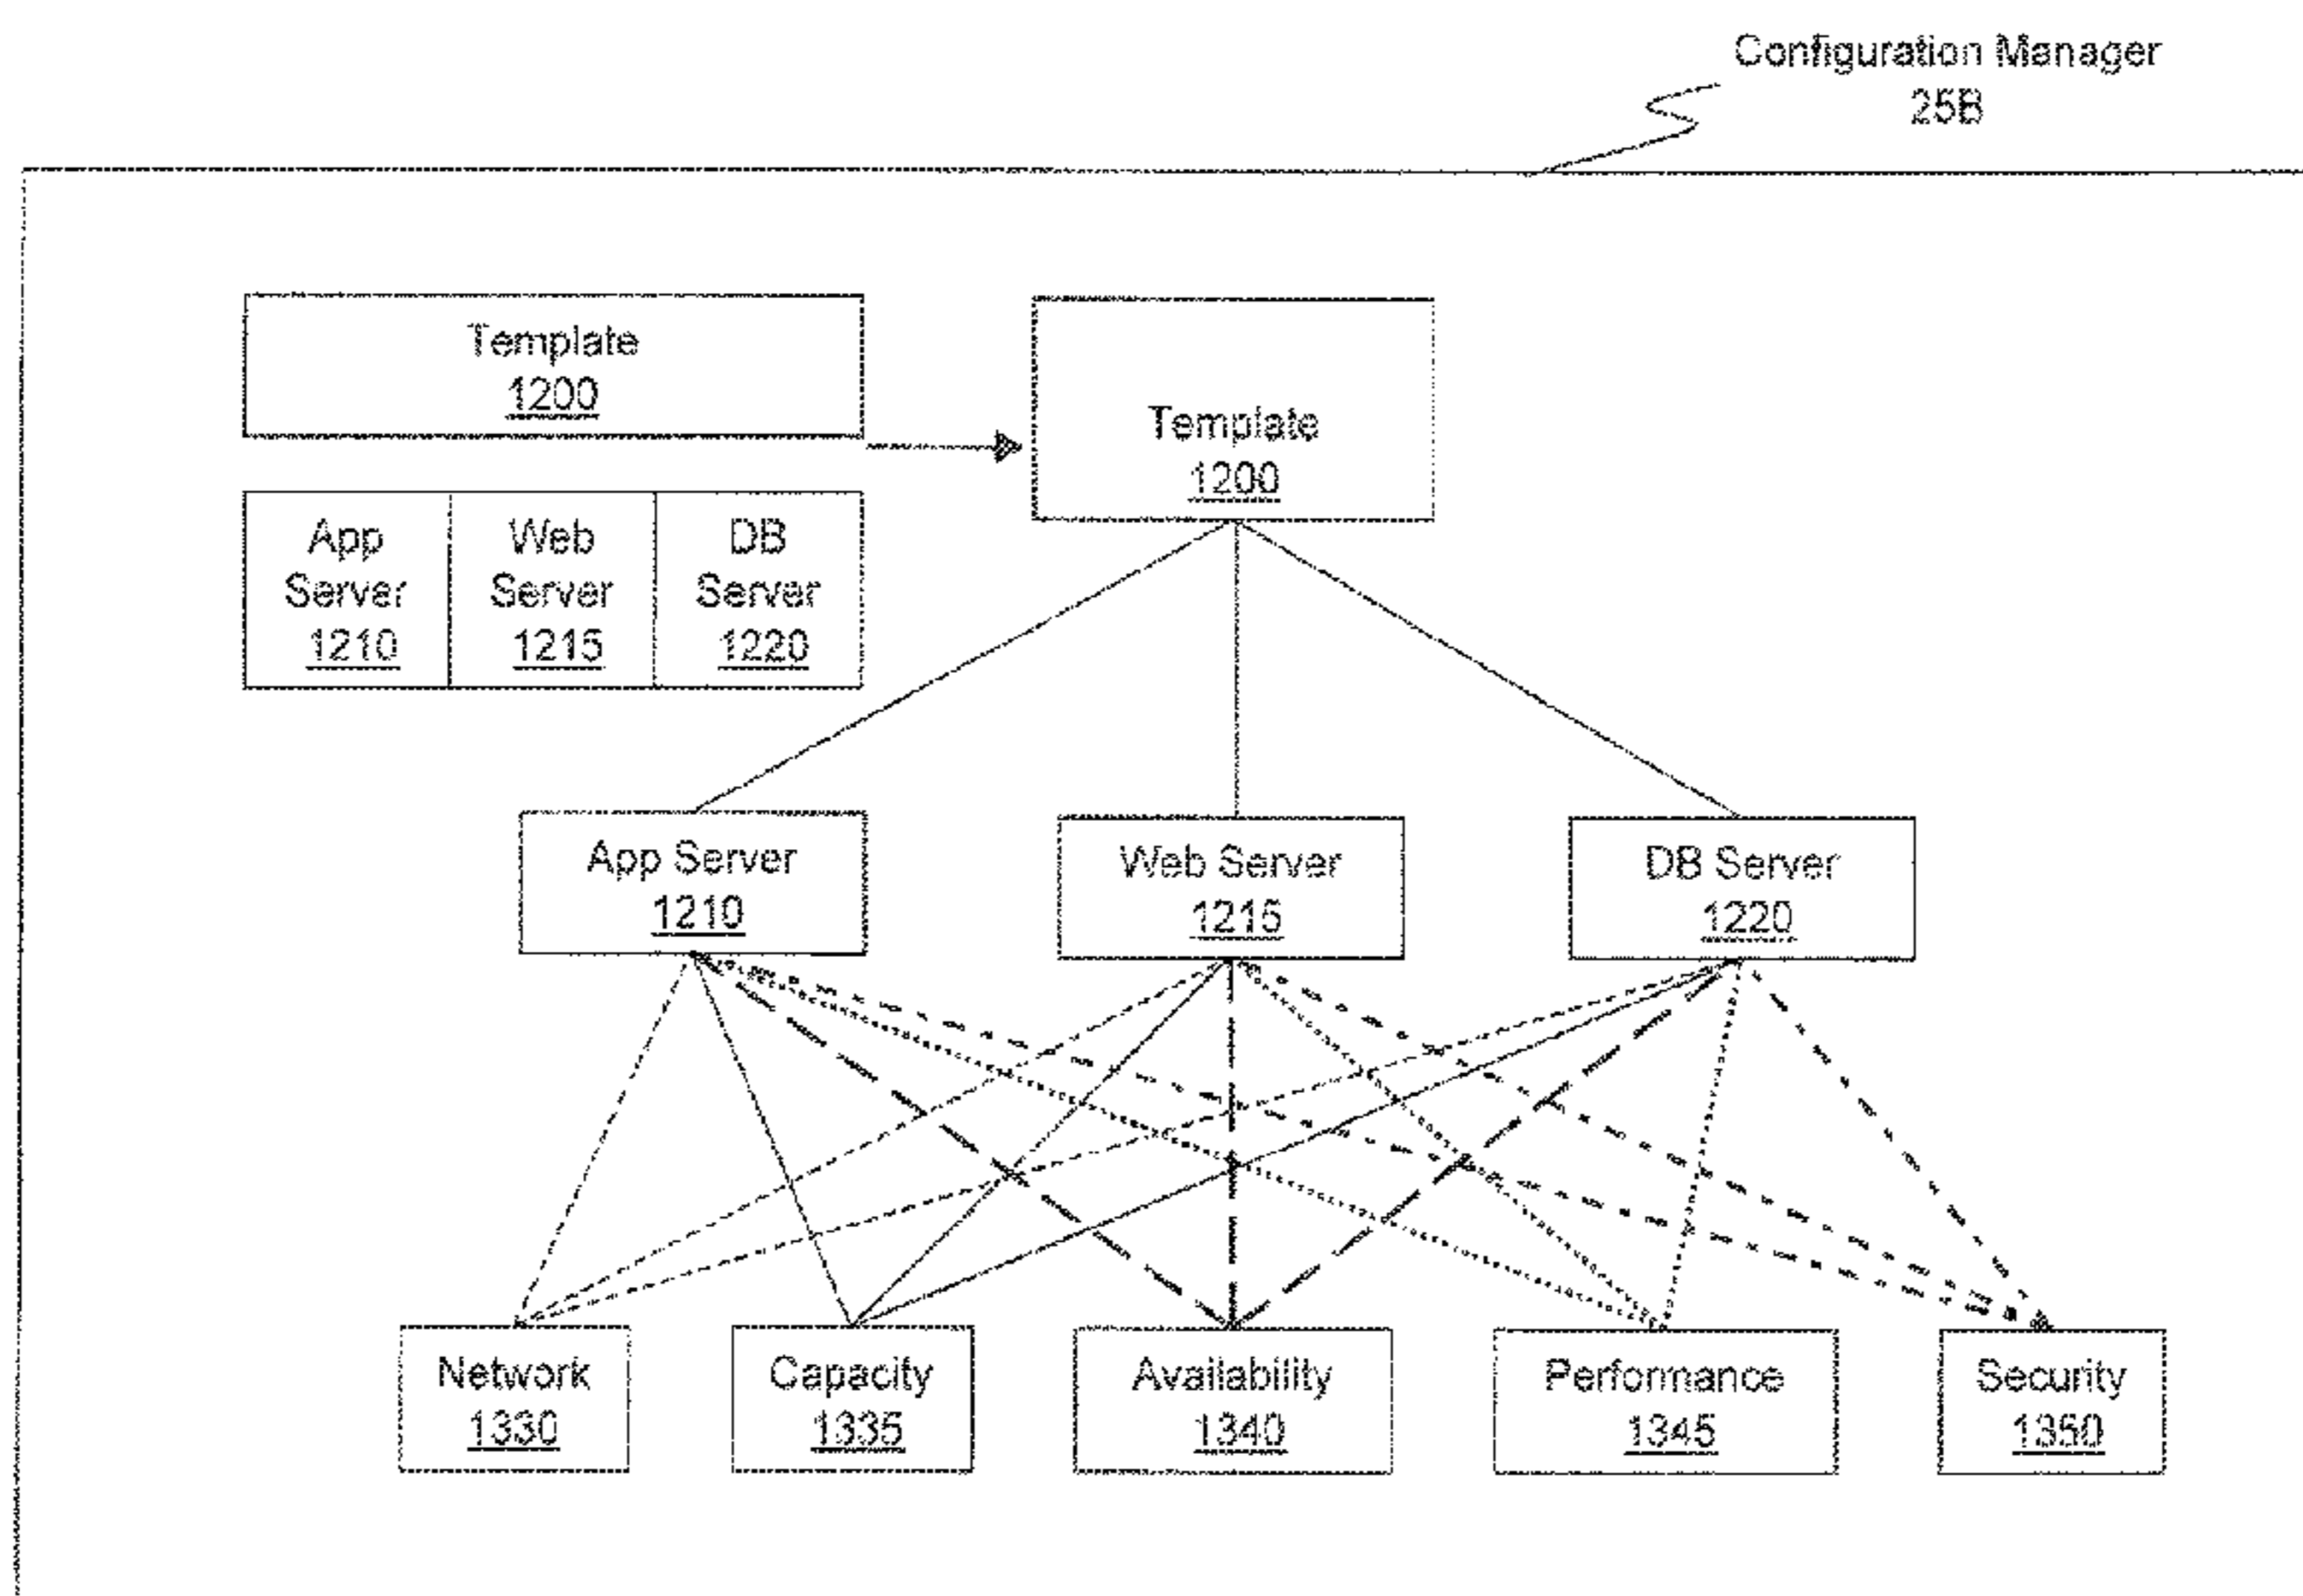 Configuration Manager
25B
Template
1200
Template
1200
App
Server
1210
Web
Server
1215
DB
Server
1220
App Server
1210
Web Server
1215
DB Server
1220
Network
1330
Capacity
1335
Availability
1340
Performance
1345
Security
1350